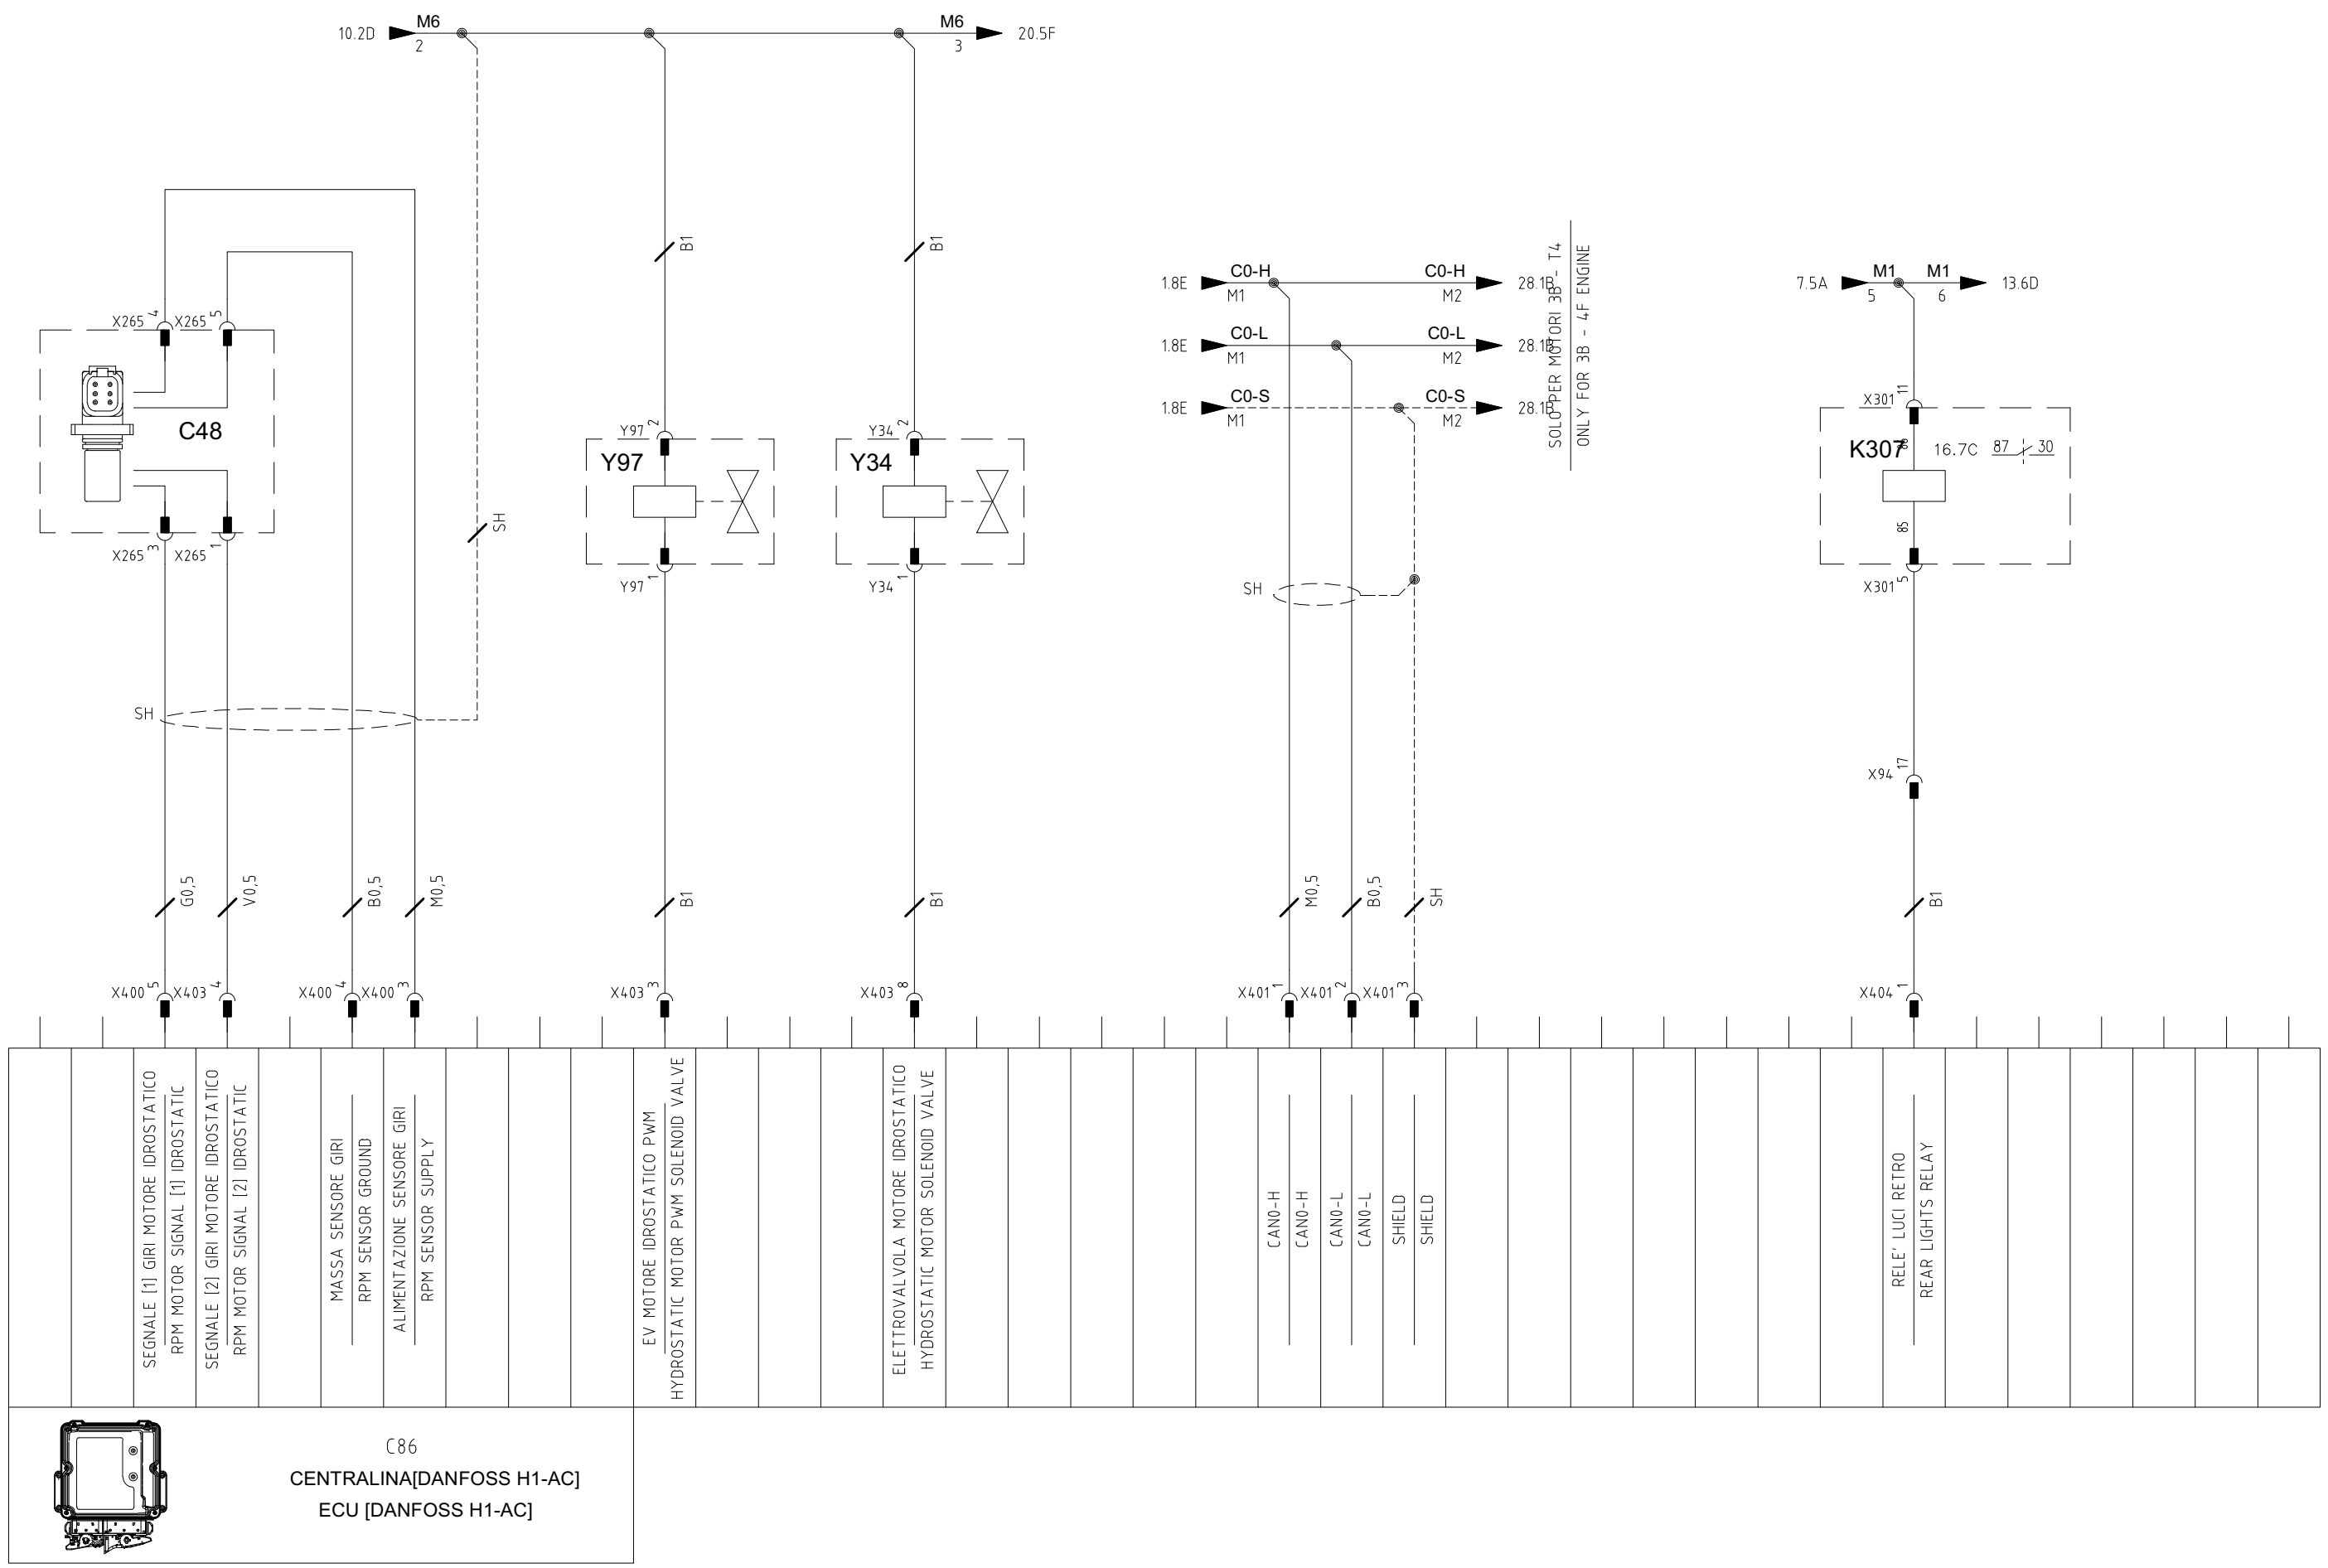 10.2D M6 2 M6 3 20.5F
B1 B1
1.8E C0-H M1 C0-H M2 28.1B
1.8E C0-L M1 C0-L M2 28.1B
1.8E C0-S M1 C0-S M2 28.1B
SOLO PER MOTORI 3B - T4
ONLY FOR 3B - 4F ENGINE
7.5A M1 5 M1 6 13.6D
X265 4 X265 5
C48
X265 3 X265 1
SH
Y97 2
Y97
Y97 1
Y34 2
Y34
Y34 1
X301 11
K307 16.7C 87 30
85
X301 5
SH
SH
X94 17
G0,5 V0,5 B0,5 M0,5 B1 B1 M0,5 B0,5 SH B1
X400 5 X403 4 X400 4 X400 3 X403 3 X403 8 X401 1 X401 2 X401 3 X404 1
SEGNALE [1] GIRI MOTORE IDROSTATICO
RPM MOTOR SIGNAL [1] IDROSTATIC
SEGNALE [2] GIRI MOTORE IDROSTATICO
RPM MOTOR SIGNAL [2] IDROSTATIC
MASSA SENSORE GIRI
RPM SENSOR GROUND
ALIMENTAZIONE SENSORE GIRI
RPM SENSOR SUPPLY
EV MOTORE IDROSTATICO PWM
HYDROSTATIC MOTOR PWM SOLENOID VALVE
ELETTROVALVOLA MOTORE IDROSTATICO
HYDROSTATIC MOTOR SOLENOID VALVE
CAN0-H
CAN0-H
CAN0-L
CAN0-L
SHIELD
SHIELD
RELE' LUCI RETRO
REAR LIGHTS RELAY
C86
CENTRALINA[DANFOSS H1-AC]
ECU [DANFOSS H1-AC]